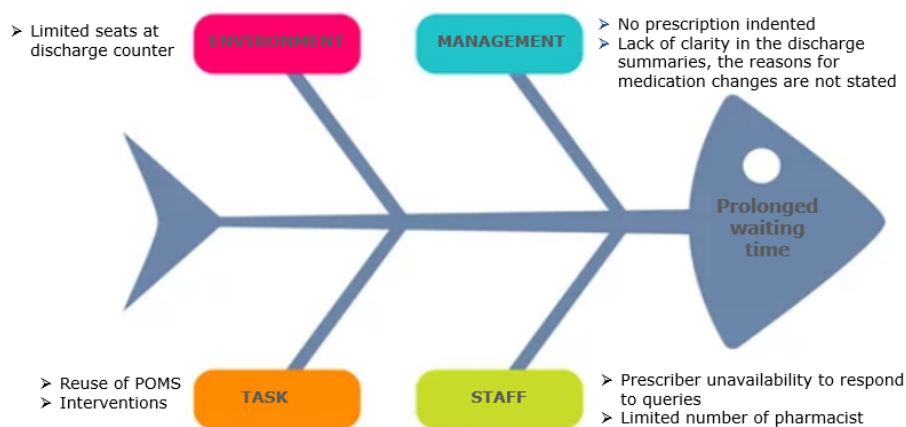 ➢ Limited seats at
discharge counter
ENVIRONMENT
MANAGEMENT
➢ No prescription indented
➢ Lack of clarity in the discharge
summaries, the reasons for
medication changes are not stated
Prolonged
waiting
time
➢ Reuse of POMS
➢ Interventions
TASK
STAFF
➢ Prescriber unavailability to respond
to queries
➢ Limited number of pharmacist